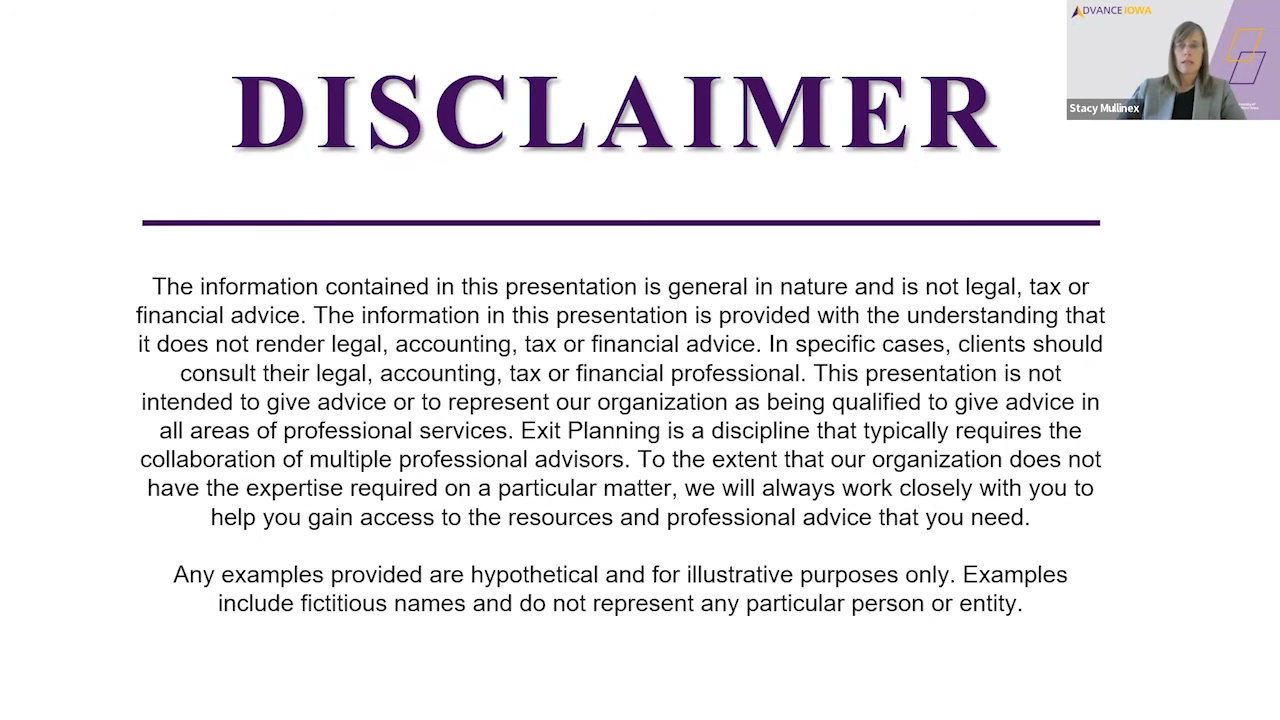 ADVANCE IOWA
Stacy Mullinex
DISCLAIMER
The information contained in this presentation is general in nature and is not legal, tax or
financial advice. The information in this presentation is provided with the understanding that
it does not render legal, accounting, tax or financial advice. In specific cases, clients should
consult their legal, accounting, tax or financial professional. This presentation is not
intended to give advice or to represent our organization as being qualified to give advice in
all areas of professional services. Exit Planning is a discipline that typically requires the
collaboration of multiple professional advisors. To the extent that our organization does not
have the expertise required on a particular matter, we will always work closely with you to
help you gain access to the resources and professional advice that you need.
Any examples provided are hypothetical and for illustrative purposes only. Examples
include fictitious names and do not represent any particular person or entity.